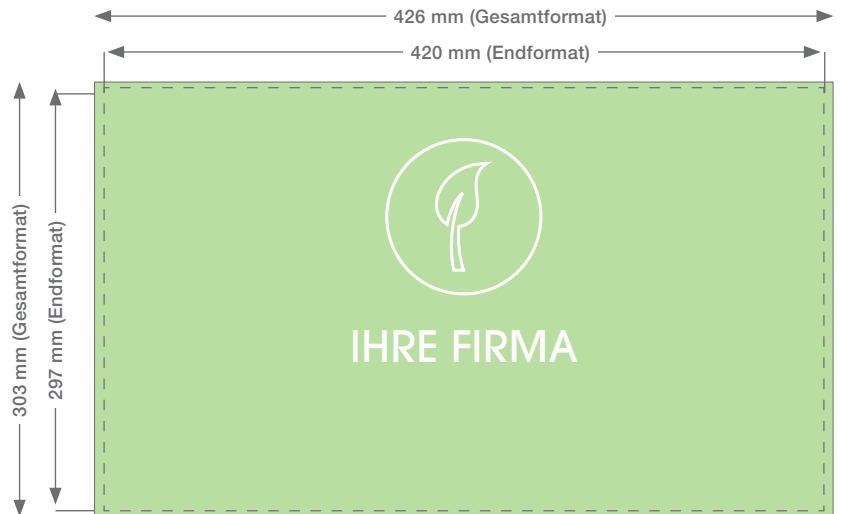 426 mm (Gesamtformat)
420 mm (Endformat)
303 mm (Gesamtformat)
297 mm (Endformat)
IHRE FIRMA